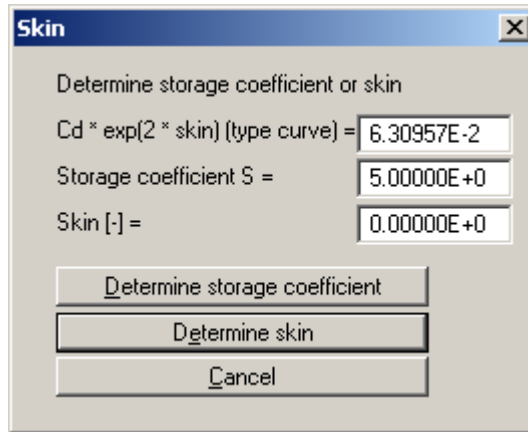 Skin
Determine storage coefficient or skin
Cd * exp(2 * skin) (type curve) = 6.30957E-2
Storage coefficient S = 5.00000E+0
Skin [-] = 0.00000E+0
Determine storage coefficient
Determine skin
Cancel